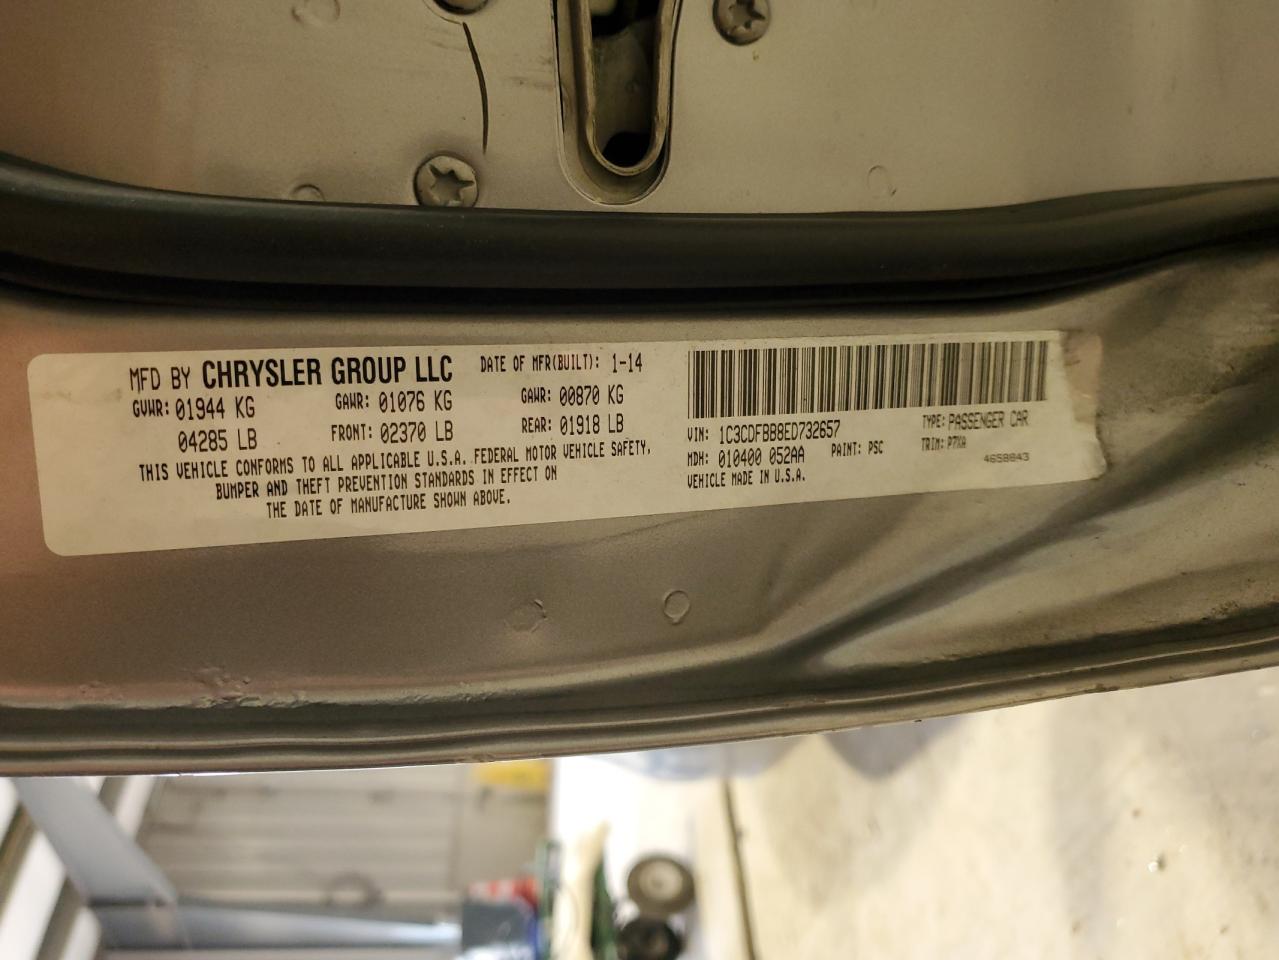 MFD BY CHRYSLER GROUP LLC DATE OF MFR(BUILT): 1-14
GVWR: 01944 KG GAWR: 01076 KG GAWR: 00870 KG
04285 LB FRONT: 02370 LB REAR: 01918 LB
THIS VEHICLE CONFORMS TO ALL APPLICABLE U.S.A. FEDERAL MOTOR VEHICLE SAFETY,
BUMPER AND THEFT PREVENTION STANDARDS IN EFFECT ON
THE DATE OF MANUFACTURE SHOWN ABOVE.
VIN: 1C3CDFBB8ED732657 TYPE: PASSENGER CAR
MDH: 010400 052AA PAINT: PSC TRIM: P7XA
VEHICLE MADE IN U.S.A. 4658843